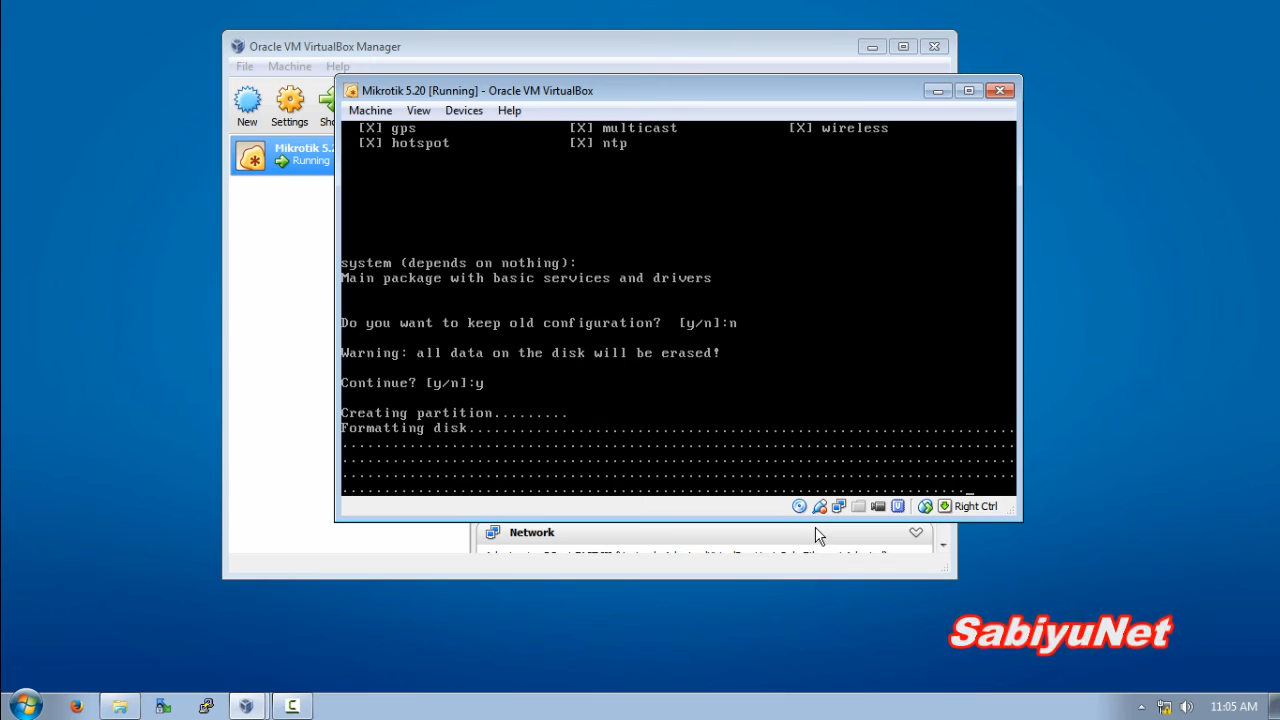 Oracle VM VirtualBox Manager
File Machine Help
New Settings
Mikrotik 5.2
Running
Mikrotik 5.20 [Running] - Oracle VM VirtualBox
Machine View Devices Help
[X] gps [X] multicast [X] wireless
[X] hotspot [X] ntp
system (depends on nothing):
Main package with basic services and drivers
Do you want to keep old configuration? [y/n]:n
Warning: all data on the disk will be erased!
Continue? [y/n]:y
Creating partition.........
Formatting disk................................................................
................................................................................
................................................................................
................................................................................
..........................................................................._
Right Ctrl
Network
SabiyuNet
11:05 AM